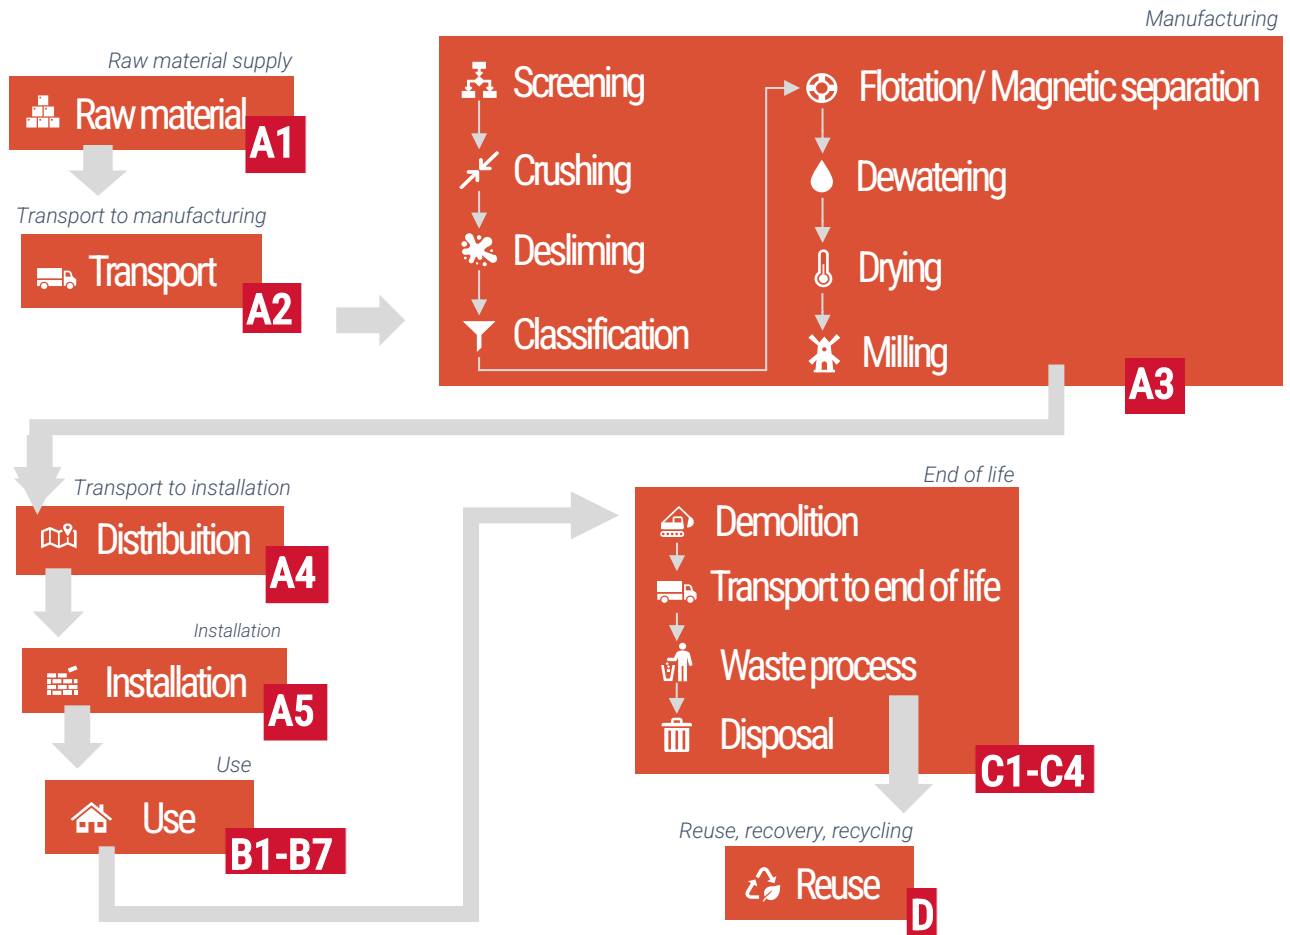 Raw material supply
Raw material
A1
Transport to manufacturing
Transport
A2
Manufacturing
Screening
Crushing
Desliming
Classification
Flotation/ Magnetic separation
Dewatering
Drying
Milling
A3
Transport to installation
Distribuition
A4
Installation
Installation
A5
Use
Use
B1-B7
End of life
Demolition
Transport to end of life
Waste process
Disposal
C1-C4
Reuse, recovery, recycling
Reuse
D